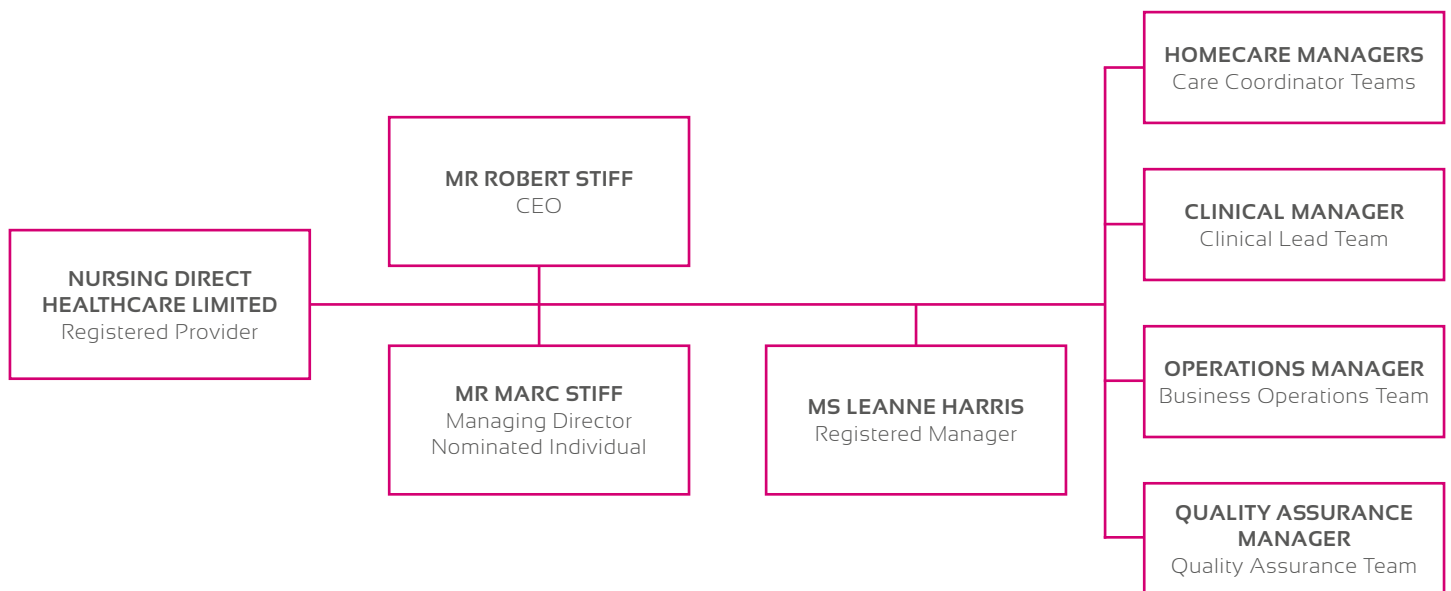 NURSING DIRECT
HEALTHCARE LIMITED
Registered Provider
MR ROBERT STIFF
CEO
MR MARC STIFF
Managing Director
Nominated Individual
MS LEANNE HARRIS
Registered Manager
HOMECARE MANAGERS
Care Coordinator Teams
CLINICAL MANAGER
Clinical Lead Team
OPERATIONS MANAGER
Business Operations Team
QUALITY ASSURANCE
MANAGER
Quality Assurance Team